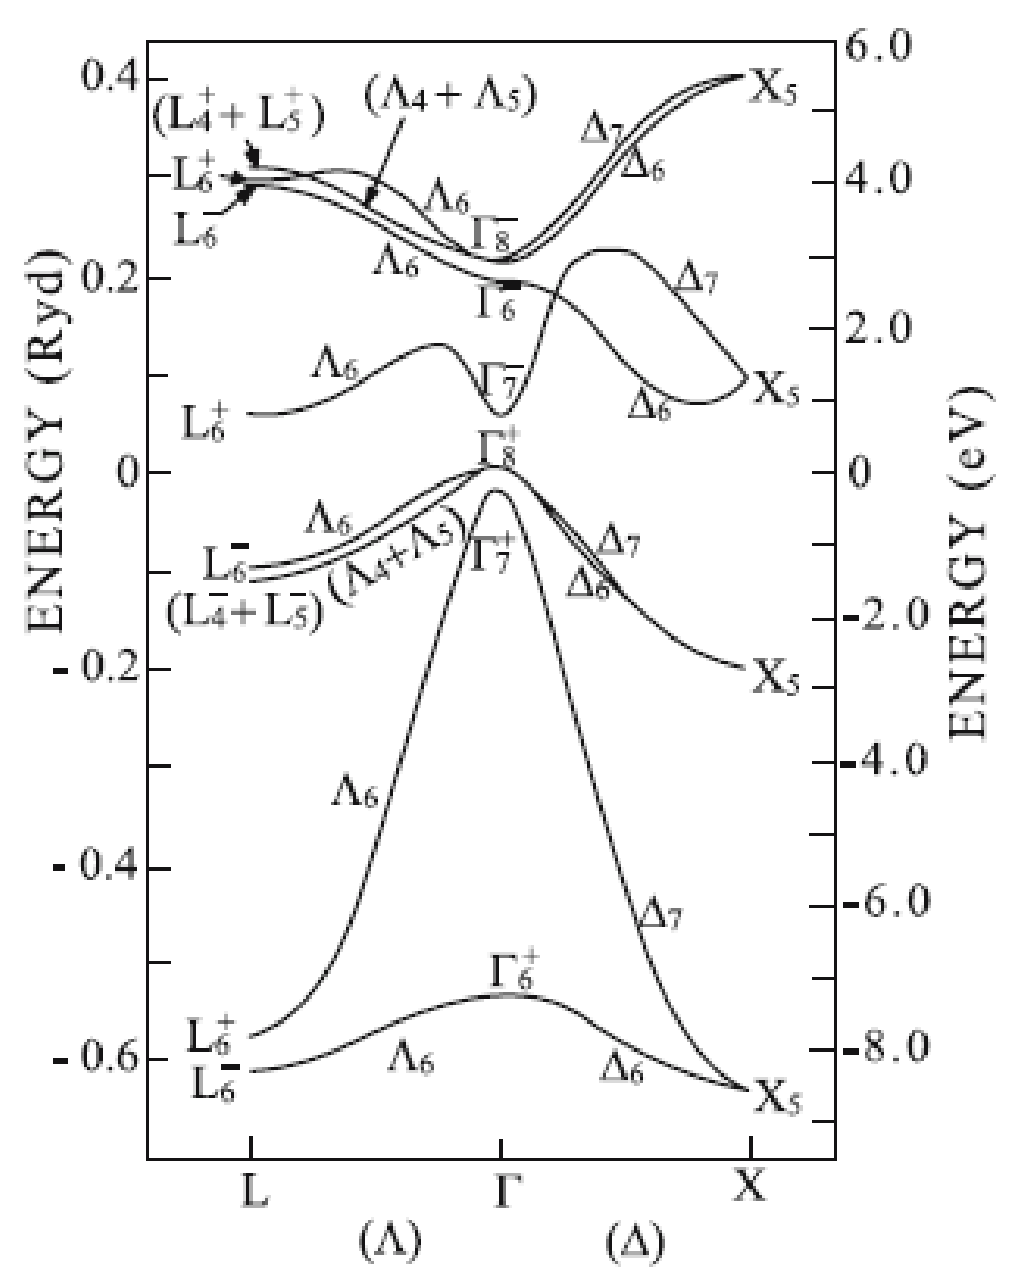 6.0
0.4
X₅
(L₄⁺ + L₅⁺)
(Λ₄ + Λ₅)
Δ₇
Δ₆
L₆⁺
4.0
Λ₆
L₆⁻
Γ₈⁻
Λ₆
0.2
Γ₆⁻
Δ₇
2.0
Λ₆
Γ₇⁻
X₅
L₆⁺
Δ₆
Γ₈⁺
0
0
Λ₆
L₆⁻
(Λ₄+Λ₅)
Γ₇⁺
Δ₇
Δ₆
(L₄⁻+ L₅⁻)
-2.0
- 0.2
X₅
ENERGY (Ryd)
ENERGY (eV)
-4.0
Λ₆
- 0.4
-6.0
Δ₇
Γ₆⁺
L₆⁺
-8.0
- 0.6
Λ₆
Δ₆
L₆⁻
X₅
L
Γ
X
(Λ)
(Δ)